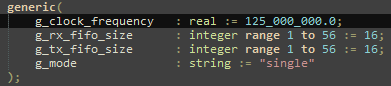 generic(
g_clock_frequency : real := 125_000_000.0;
g_rx_fifo_size : integer range 1 to 56 := 16;
g_tx_fifo_size : integer range 1 to 56 := 16;
g_mode : string := "single"
);